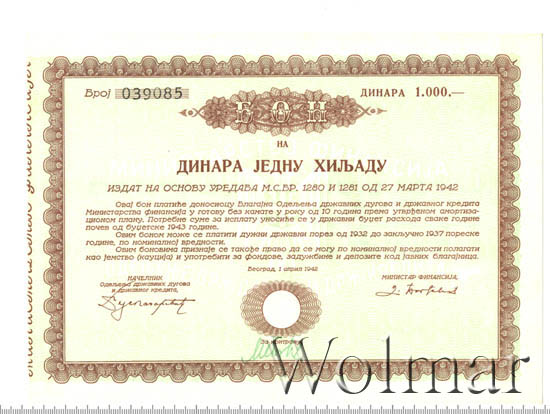 Број 039085
ДИНАРА 1.000.—
БОН
НА
ДИНАРА ЈЕДНУ ХИЉАДУ
ИЗДАТ НА ОСНОВУ УРЕДАБА М.С.БР. 1280 И 1281 ОД 27 МАРТА 1942
Овај бон платиће доносиоцу Благајна Одељења државних дугова и државног кредита
Министарства финансија у готову без камате у року од 10 година према утврђеном амортиза-
ционом плану. Потребне суме за исплату уносиће се у државни буџет расхода сваке године
почев од буџетске 1943 године.
Овим боном може се платити дужни државни порез од 1932 до закључно 1937 пореске
године, по номиналној вредности.
Овим боновима признаје се такође право да се могу по номиналној вредности полагати
као јемство (кауција) и употребити за фондове, задужбине и депозите код јавних благајница.
Београд, 1 априла 1942
НАЧЕЛНИК
Одељења државних дугова
и државног кредита,
МИНИСТАР ФИНАНСИЈА,
За контролу
Wolmar